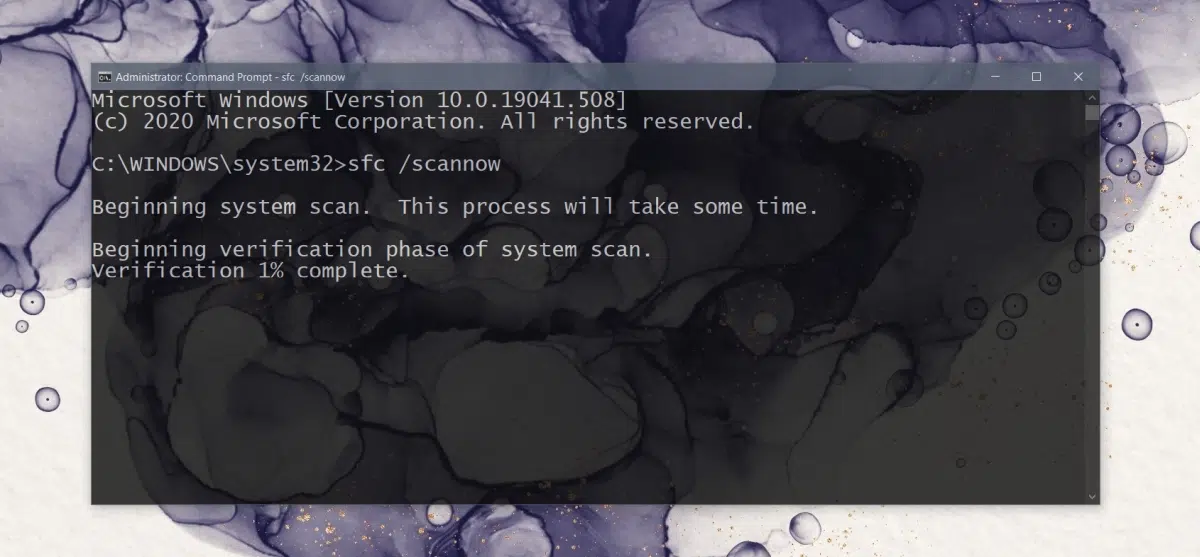 Administrator: Command Prompt - sfc  /scannow
Microsoft Windows [Version 10.0.19041.508]
(c) 2020 Microsoft Corporation. All rights reserved.
C:\WINDOWS\system32>sfc /scannow
Beginning system scan.  This process will take some time.
Beginning verification phase of system scan.
Verification 1% complete.